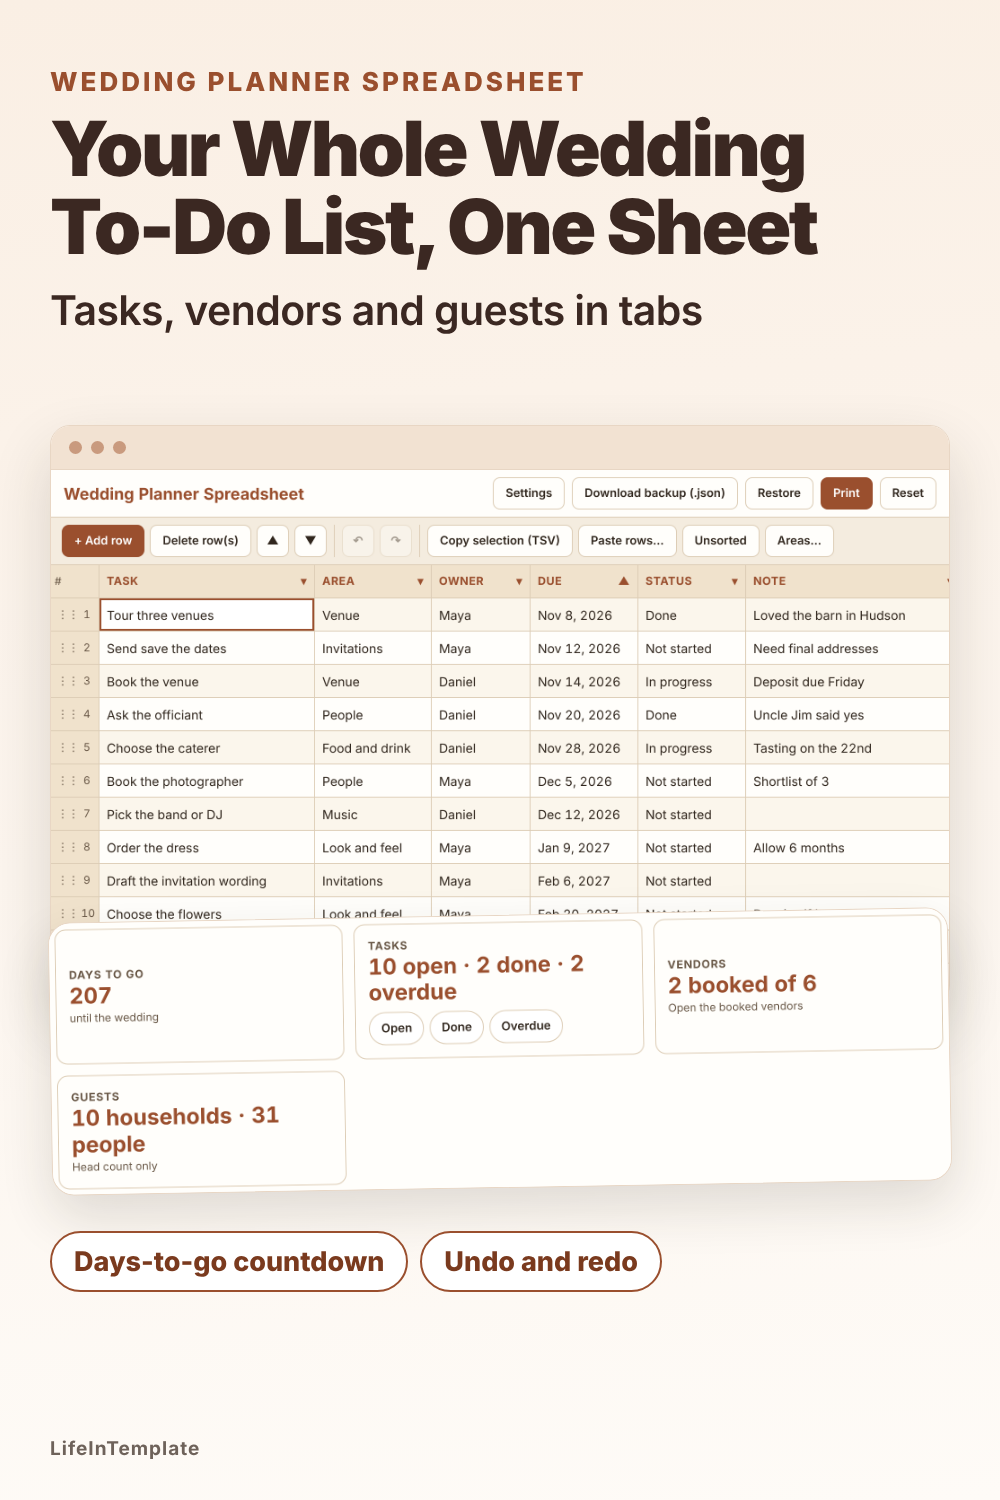 WEDDING PLANNER SPREADSHEET
Your Whole Wedding
To-Do List, One Sheet
Tasks, vendors and guests in tabs
Wedding Planner Spreadsheet Settings Download backup (.json) Restore Print Reset
+ Add row Delete row(s) ▲ ▼ ↶ ↷ Copy selection (TSV) Paste rows... Unsorted Areas...
# TASK ▾ AREA ▾ OWNER ▾ DUE ▲ STATUS ▾ NOTE
1 Tour three venues Venue Maya Nov 8, 2026 Done Loved the barn in Hudson
2 Send save the dates Invitations Maya Nov 12, 2026 Not started Need final addresses
3 Book the venue Venue Daniel Nov 14, 2026 In progress Deposit due Friday
4 Ask the officiant People Daniel Nov 20, 2026 Done Uncle Jim said yes
5 Choose the caterer Food and drink Daniel Nov 28, 2026 In progress Tasting on the 22nd
6 Book the photographer People Maya Dec 5, 2026 Not started Shortlist of 3
7 Pick the band or DJ Music Daniel Dec 12, 2026 Not started
8 Order the dress Look and feel Maya Jan 9, 2027 Not started Allow 6 months
9 Draft the invitation wording Invitations Maya Feb 6, 2027 Not started
10 Choose the flowers Look and feel Maya Feb 20, 2027 Not started
DAYS TO GO
207
until the wedding
TASKS
10 open · 2 done · 2
overdue
Open Done Overdue
VENDORS
2 booked of 6
Open the booked vendors
GUESTS
10 households · 31
people
Head count only
Days-to-go countdown
Undo and redo
LifeInTemplate